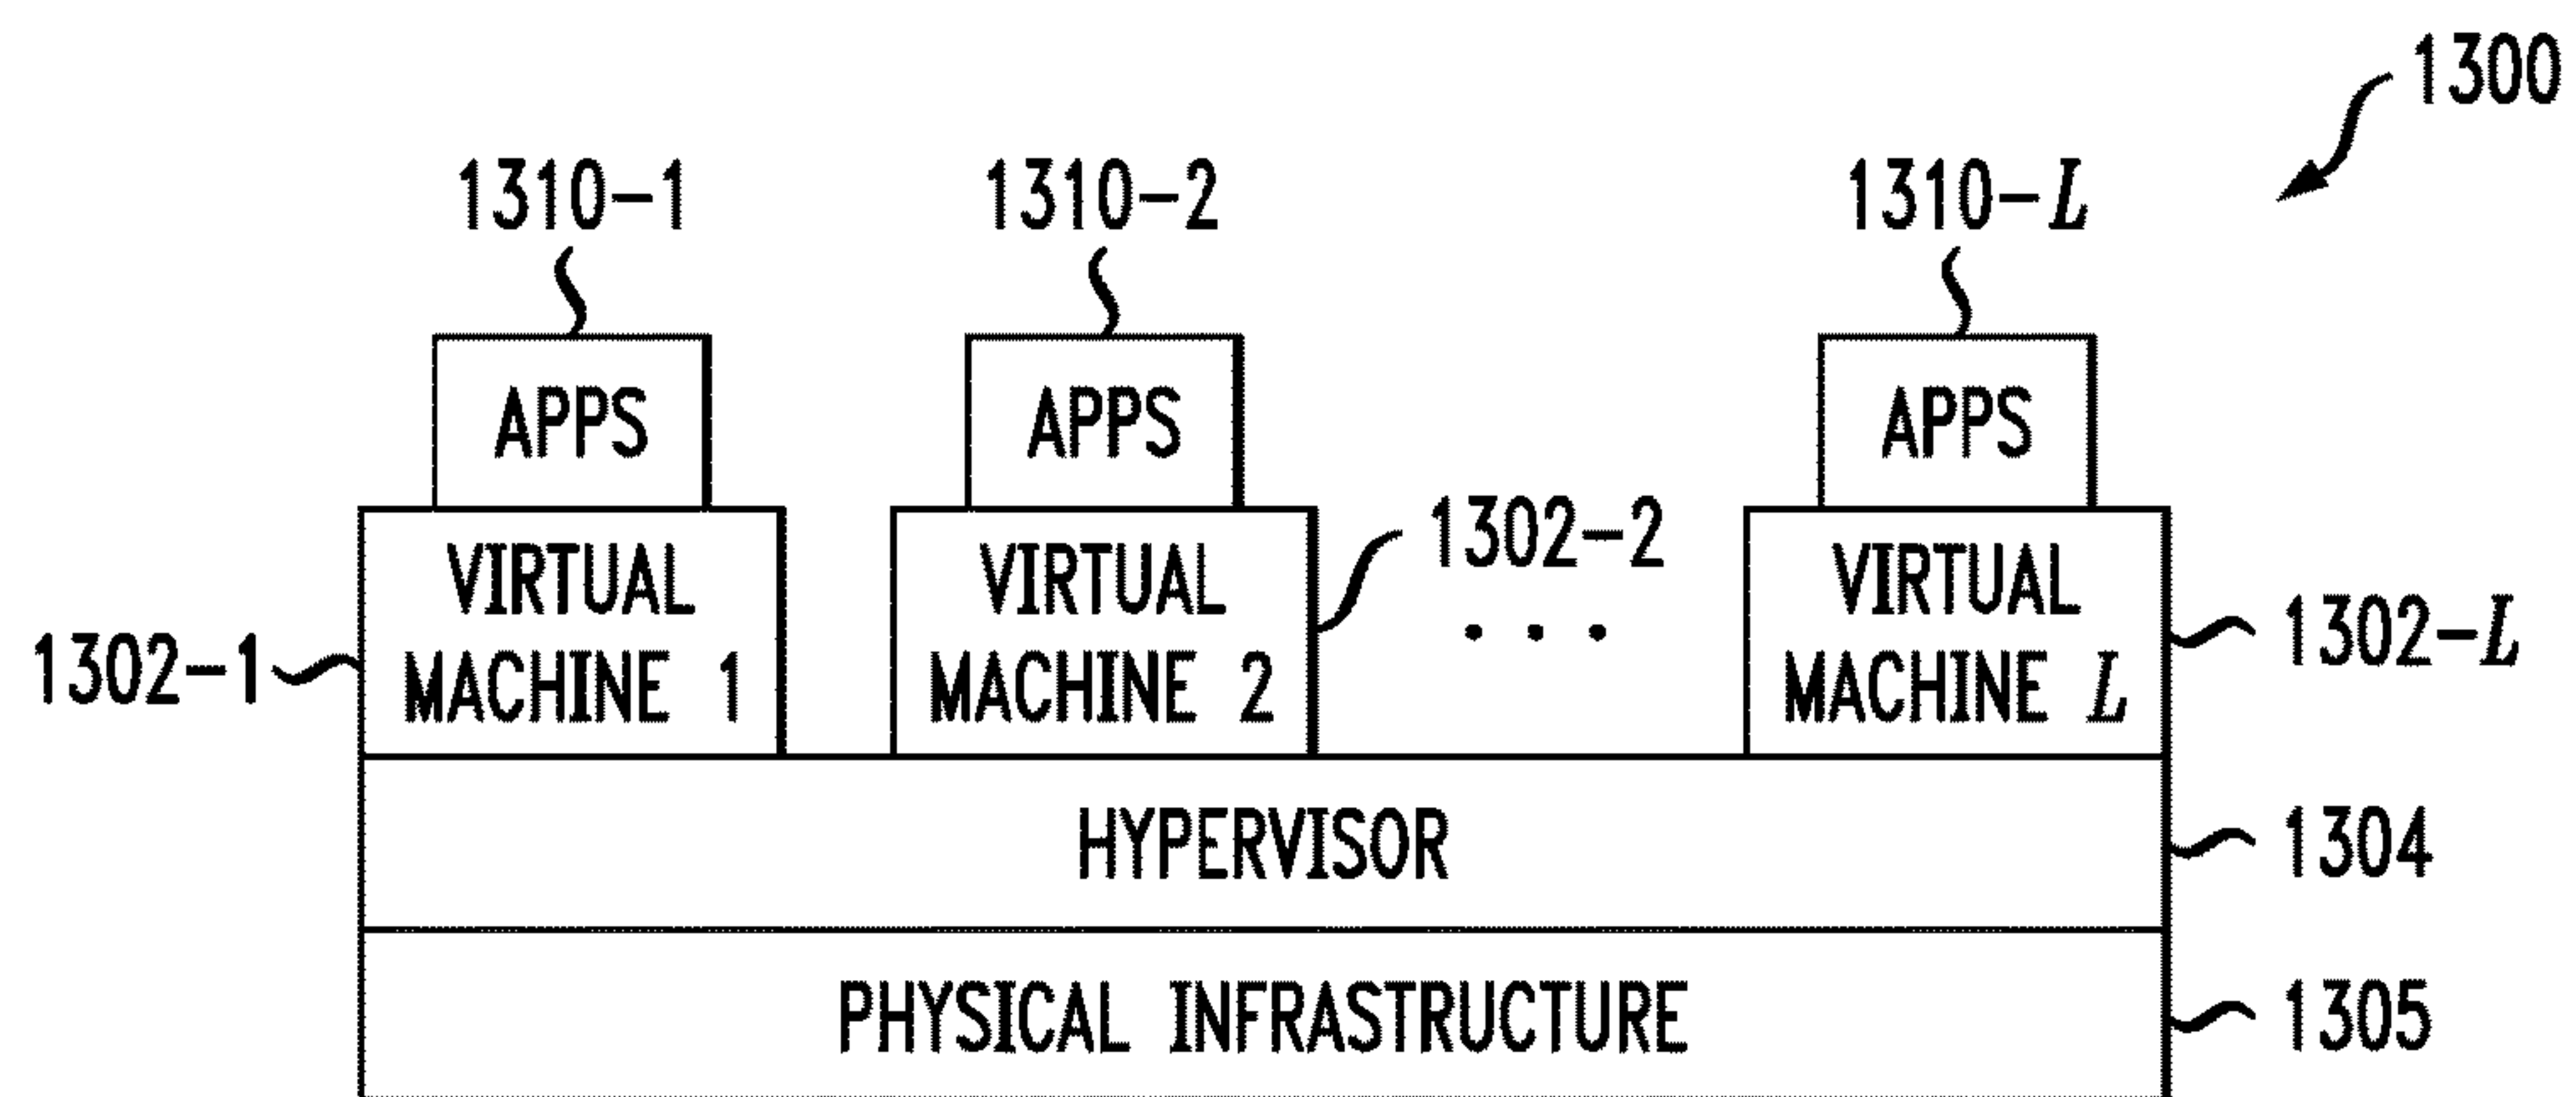 1300
1310-1
1310-2
1310-L
APPS
APPS
APPS
1302-2
VIRTUAL
MACHINE 1
VIRTUAL
MACHINE 2
. . .
VIRTUAL
MACHINE L
1302-1
1302-L
HYPERVISOR
1304
PHYSICAL INFRASTRUCTURE
1305